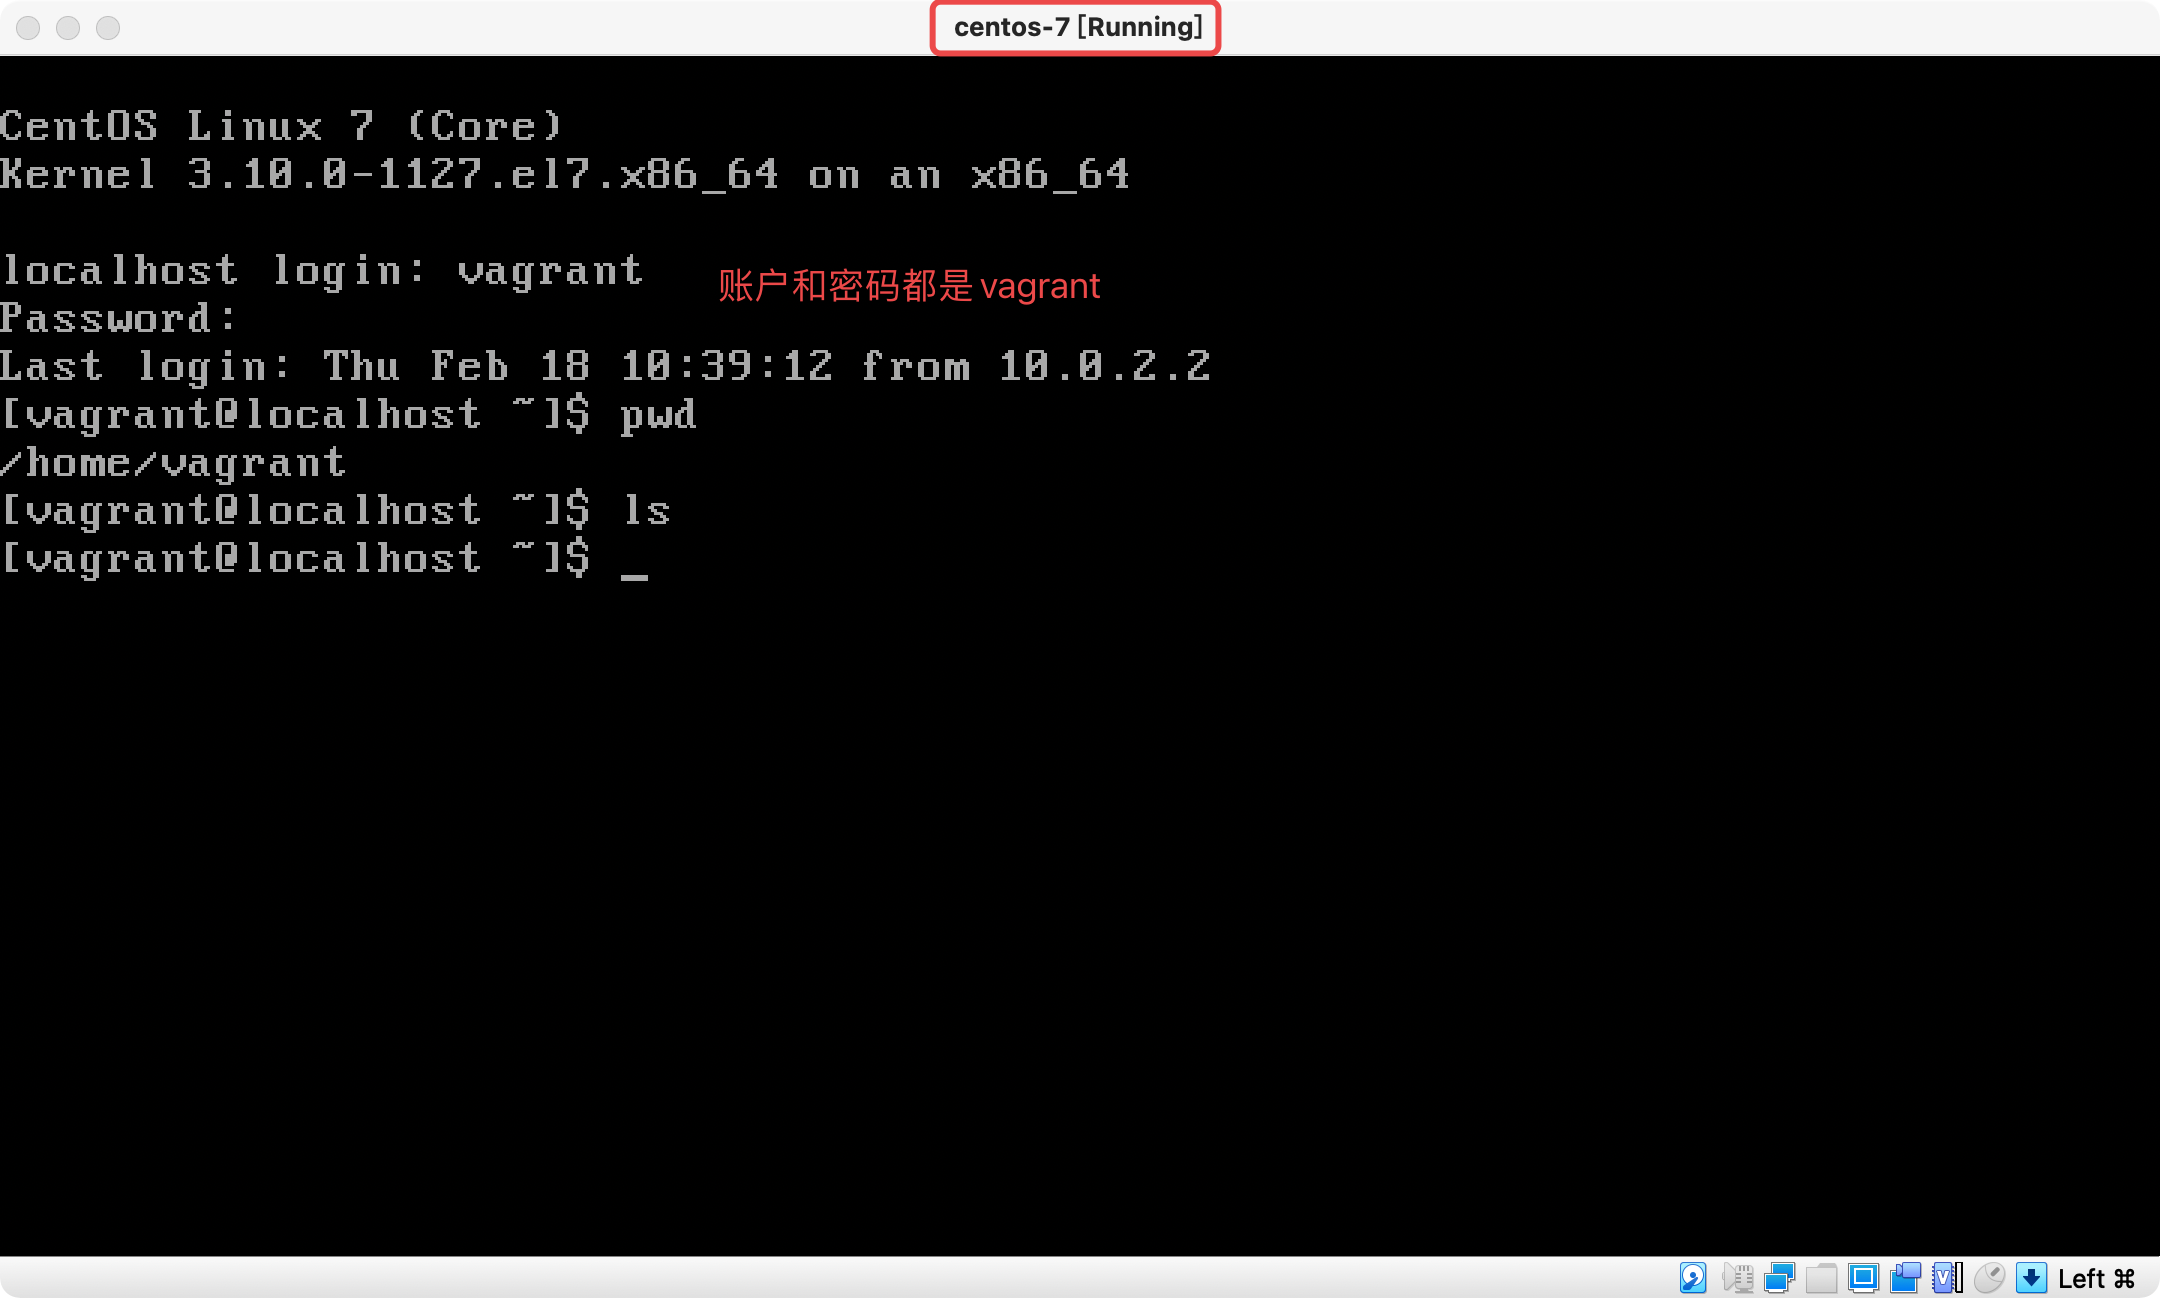 centos-7 [Running]
CentOS Linux 7 (Core)
Kernel 3.10.0-1127.el7.x86_64 on an x86_64
localhost login: vagrant
账户和密码都是 vagrant
Password:
Last login: Thu Feb 18 10:39:12 from 10.0.2.2
[vagrant@localhost ~]$ pwd
/home/vagrant
[vagrant@localhost ~]$ ls
[vagrant@localhost ~]$ _
Left ⌘